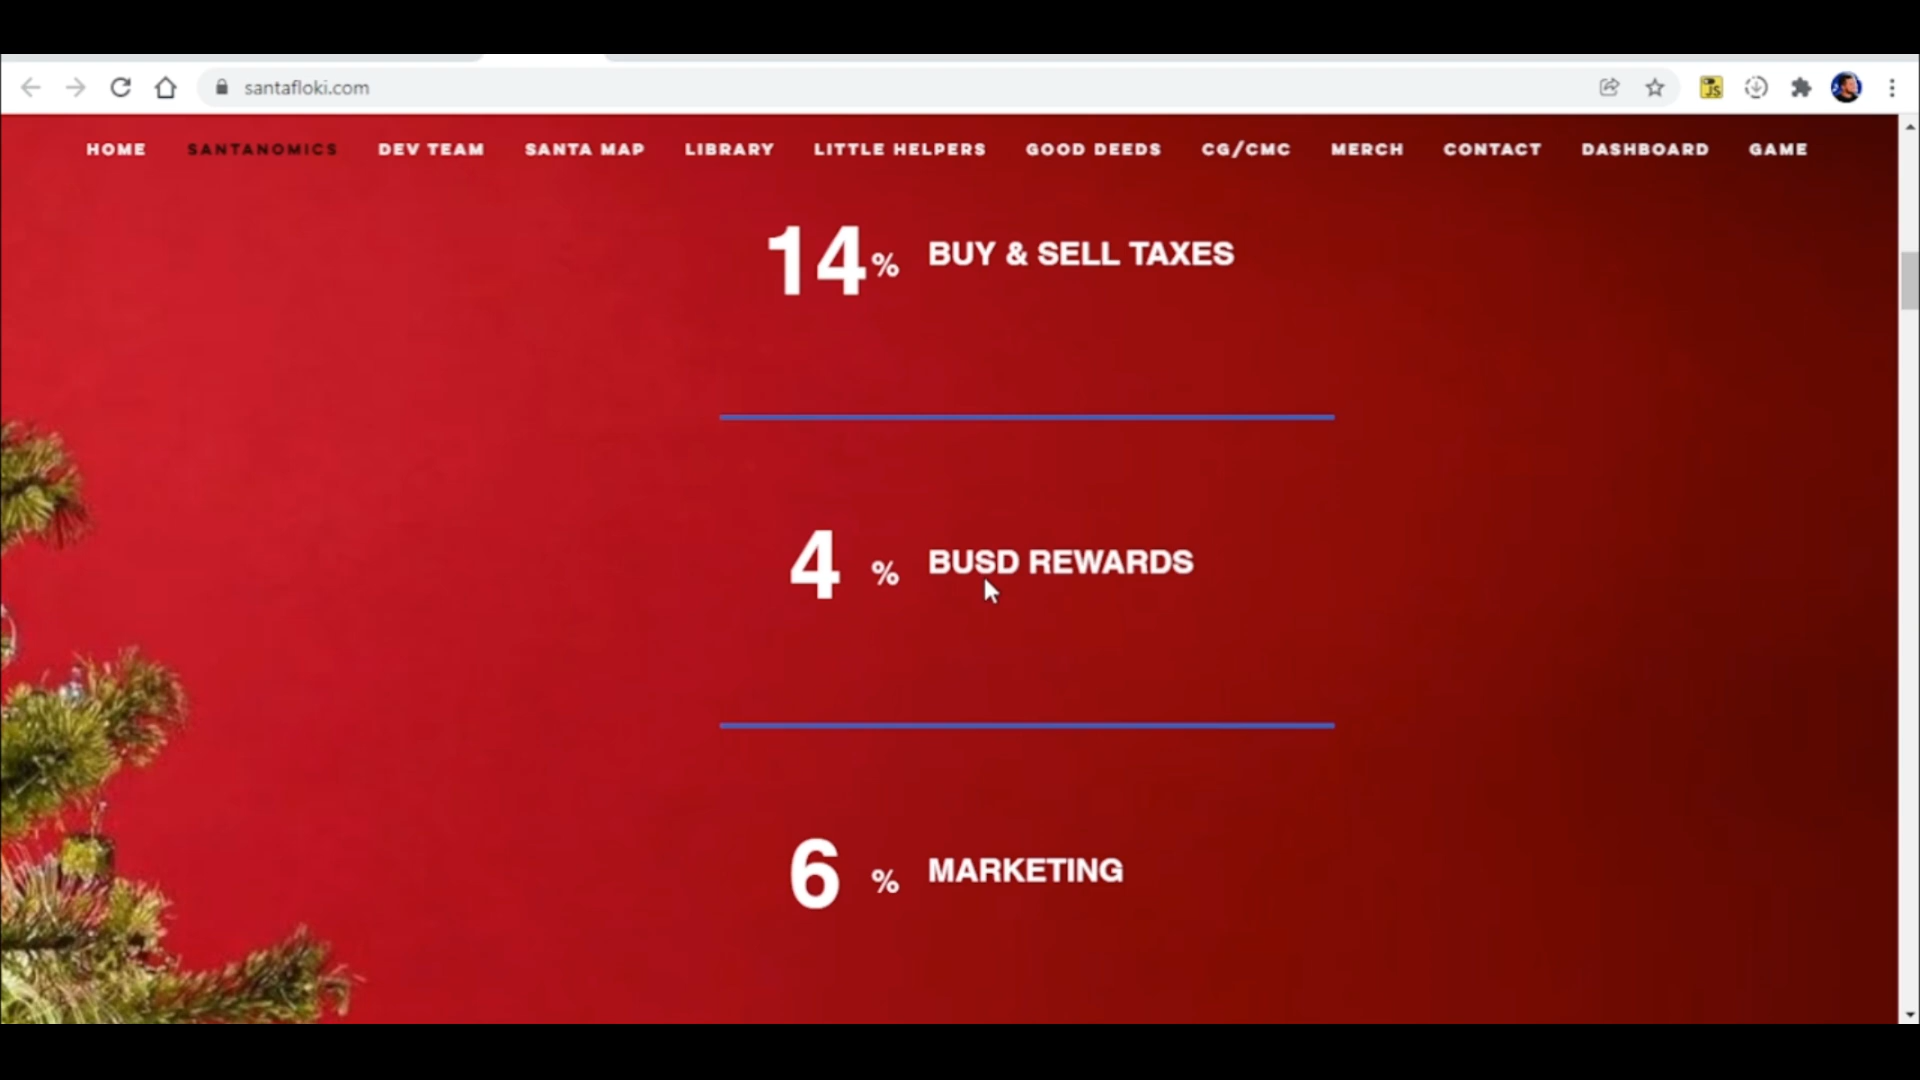 santafloki.com
JS
HOME SANTANOMICS DEV TEAM SANTA MAP LIBRARY LITTLE HELPERS GOOD DEEDS CG/CMC MERCH CONTACT DASHBOARD GAME
14% BUY & SELL TAXES
4 % BUSD REWARDS
6 % MARKETING